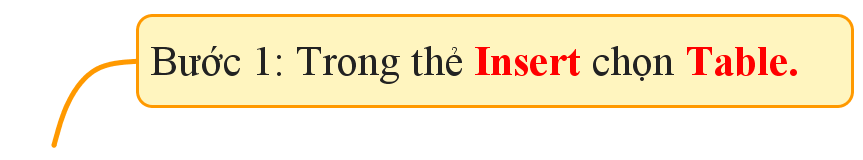 Bước 1: Trong thẻ Insert chọn Table.